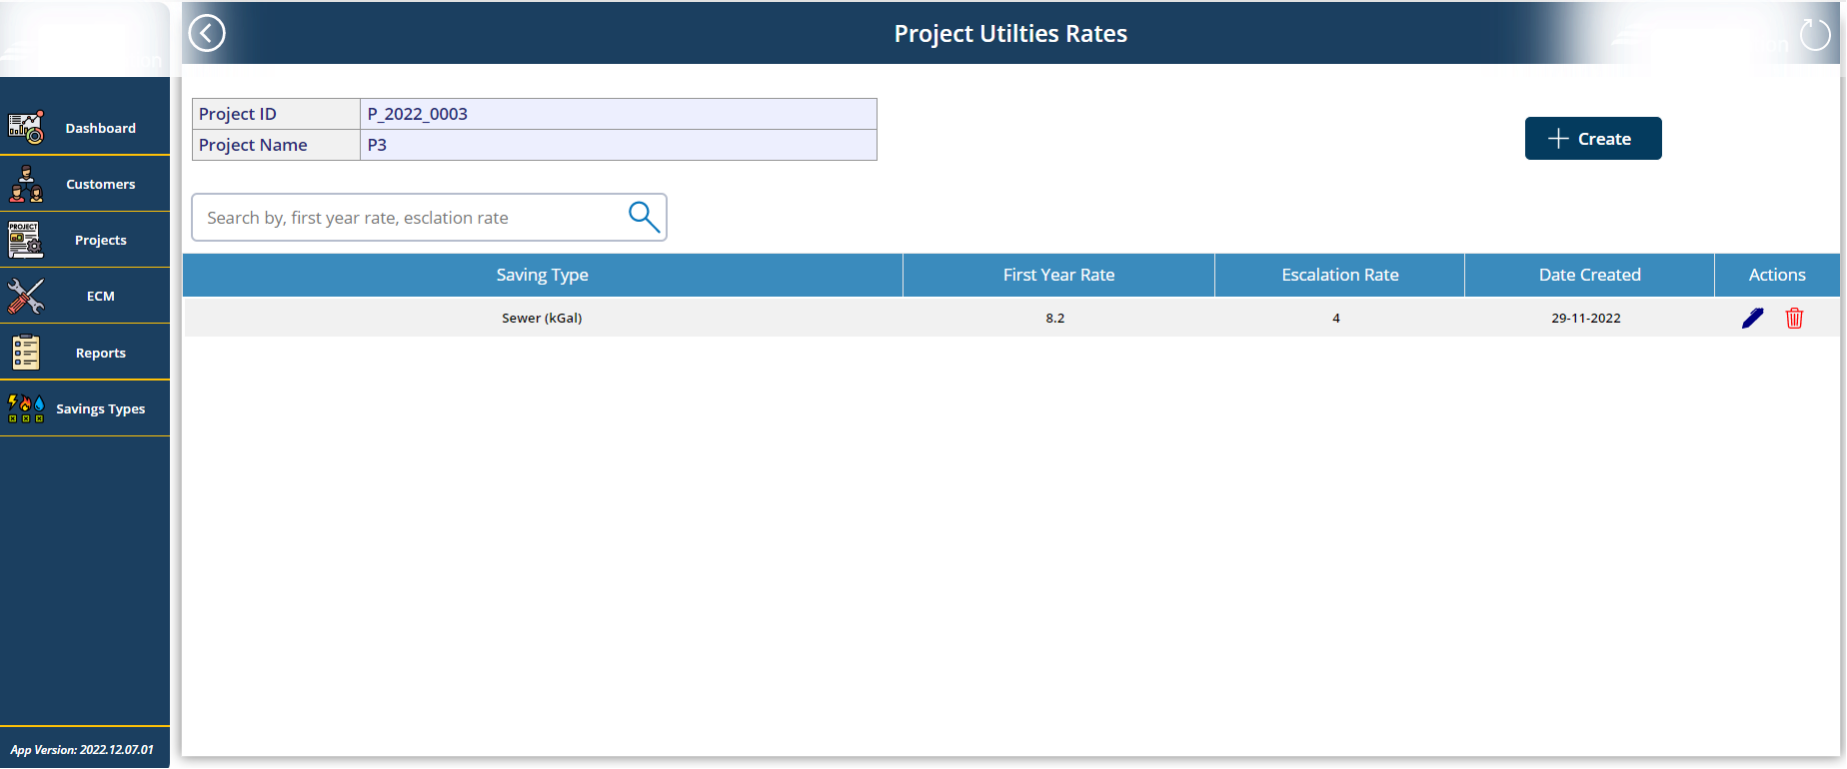 Project Utilties Rates
Dashboard
Customers
PROJECT
Projects
ECM
Reports
Savings Types
App Version: 2022.12.07.01
Project ID P_2022_0003
Project Name P3
Create
Search by, first year rate, esclation rate
Saving Type First Year Rate Escalation Rate Date Created Actions
Sewer (kGal) 8.2 4 29-11-2022